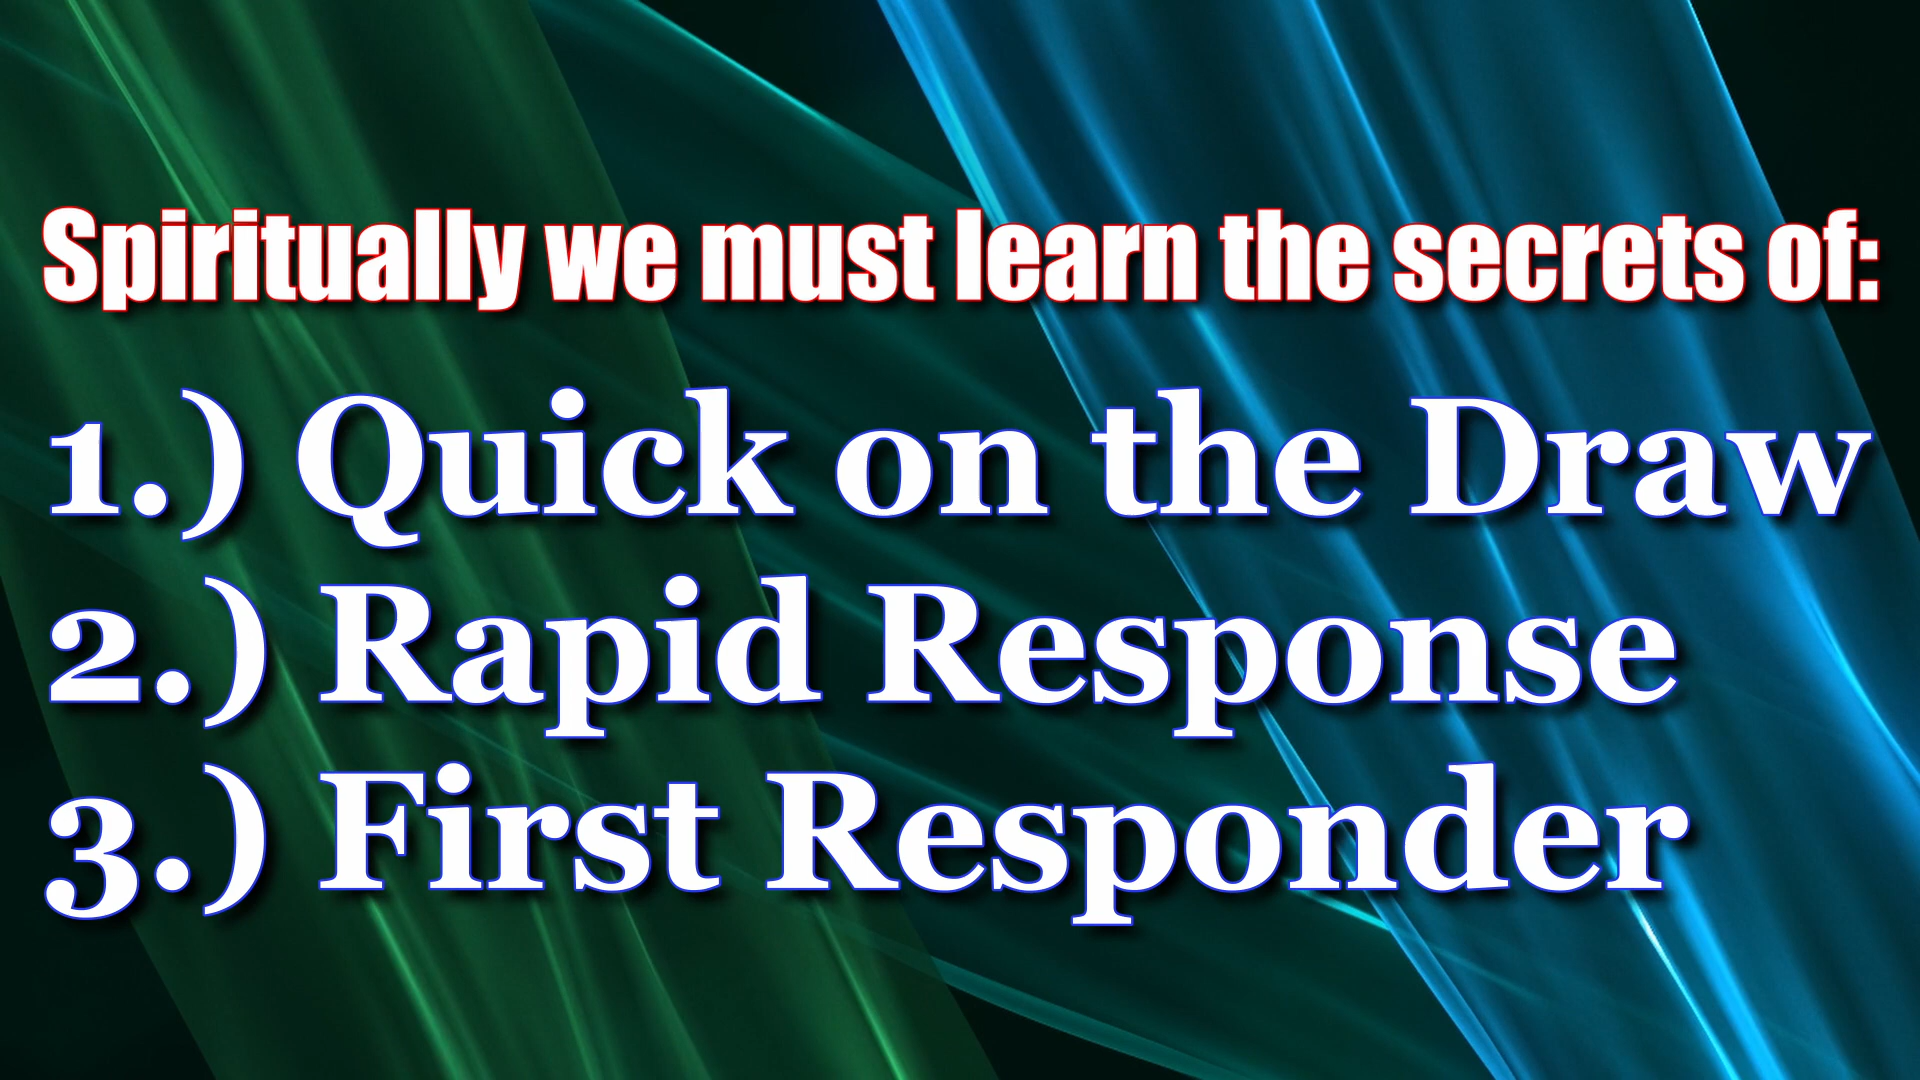 Spiritually we must learn the secrets of:
1.) Quick on the Draw
2.) Rapid Response
3.) First Responder